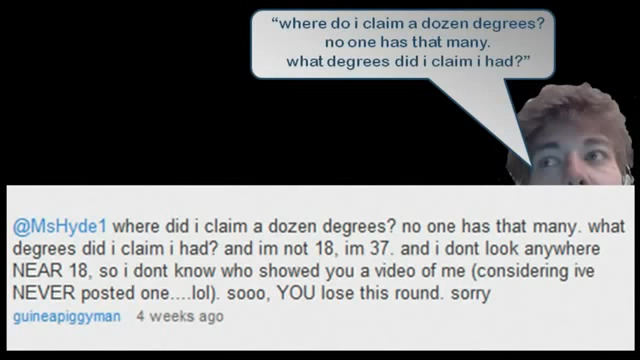 “where do i claim a dozen degrees?
no one has that many.
what degrees did i claim i had?”
@MsHyde1 where did i claim a dozen degrees? no one has that many. what
degrees did i claim i had? and im not 18, im 37. and i dont look anywhere
NEAR 18, so i dont know who showed you a video of me (considering ive
NEVER posted one....lol). sooo, YOU lose this round. sorry
guineapiggyman 4 weeks ago